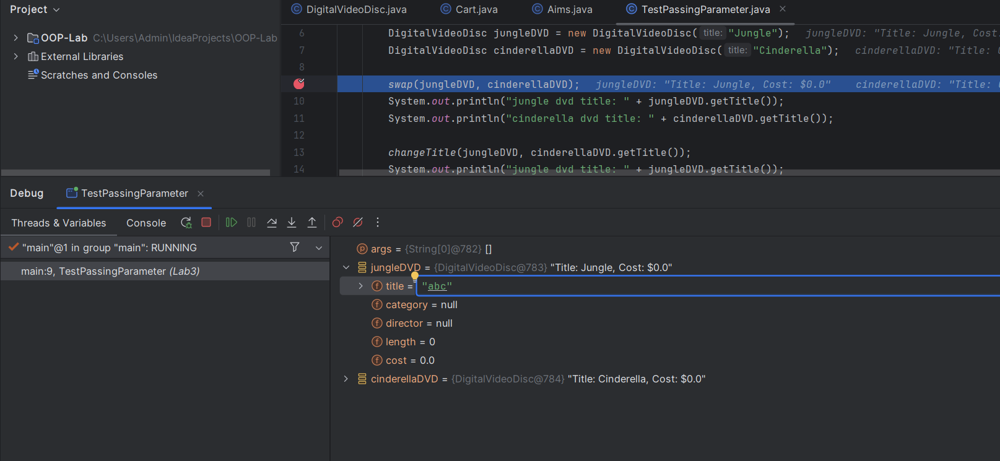 Project
DigitalVideoDisc.java Cart.java Aims.java TestPassingParameter.java
OOP-Lab C:\Users\Admin\IdeaProjects\OOP-Lab
External Libraries
Scratches and Consoles
6 DigitalVideoDisc jungleDVD = new DigitalVideoDisc( title: "Jungle"); jungleDVD: "Title: Jungle, Cost
7 DigitalVideoDisc cinderellaDVD = new DigitalVideoDisc( title: "Cinderella"); cinderellaDVD: "Title:
8
swap(jungleDVD, cinderellaDVD); jungleDVD: "Title: Jungle, Cost: $0.0" cinderellaDVD: "Title:
10 System.out.println("jungle dvd title: " + jungleDVD.getTitle());
11 System.out.println("cinderella dvd title: " + cinderellaDVD.getTitle());
12
13 changeTitle(jungleDVD, cinderellaDVD.getTitle());
14 System.out.println("jungle dvd title: " + jungleDVD.getTitle());
Debug TestPassingParameter
Threads & Variables Console
"main"@1 in group "main": RUNNING
main:9, TestPassingParameter (Lab3)
args = {String[0]@782} []
jungleDVD = {DigitalVideoDisc@783} "Title: Jungle, Cost: $0.0"
title = "abc"
category = null
director = null
length = 0
cost = 0.0
cinderellaDVD = {DigitalVideoDisc@784} "Title: Cinderella, Cost: $0.0"